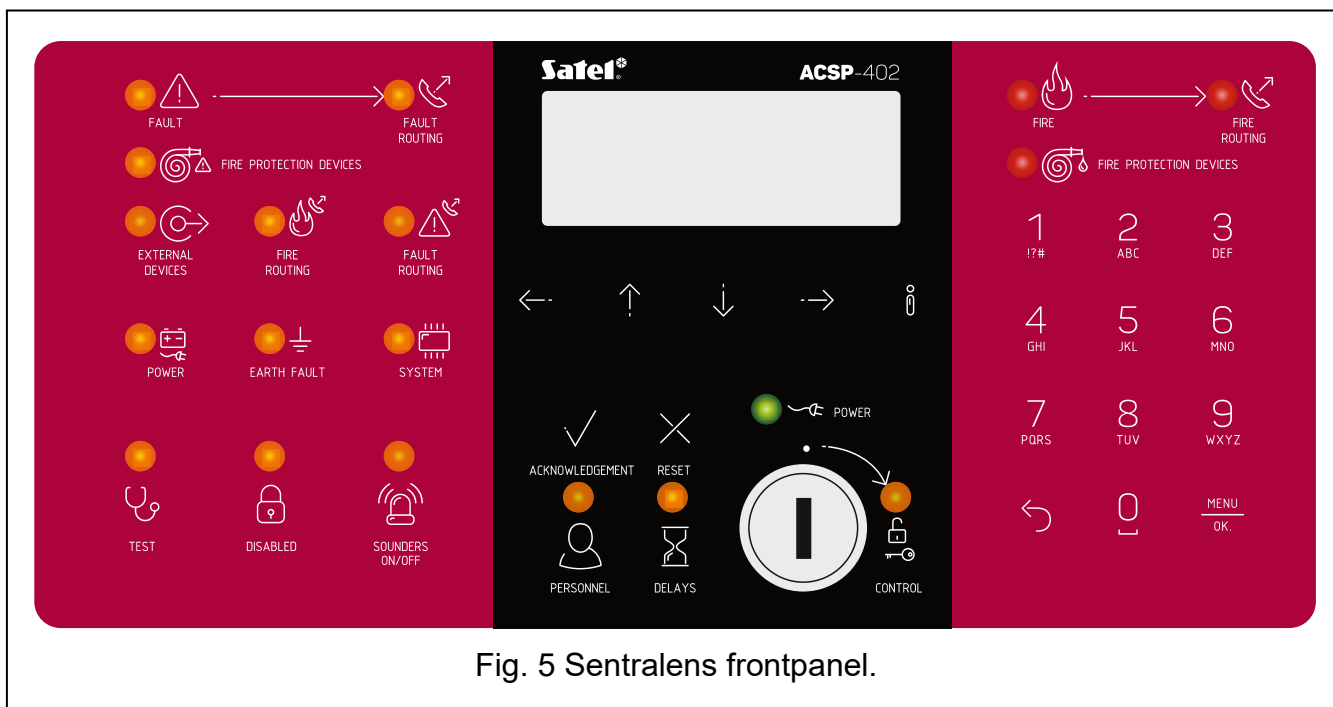 FAULT
FAULT
ROUTING
FIRE PROTECTION DEVICES
EXTERNAL
DEVICES
FIRE
ROUTING
FAULT
ROUTING
POWER
EARTH FAULT
SYSTEM
TEST
DISABLED
SOUNDERS
ON/OFF
Satel®
ACSP-402
POWER
ACKNOWLEDGEMENT
RESET
PERSONNEL
DELAYS
CONTROL
FIRE
FIRE
ROUTING
FIRE PROTECTION DEVICES
1
!?#
2
ABC
3
DEF
4
GHI
5
JKL
6
MNO
7
PQRS
8
TUV
9
WXYZ
0
MENU
OK.
Fig. 5 Sentralens frontpanel.